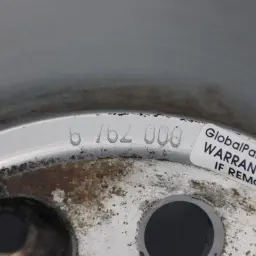 6 762 000
GlobalPa
WARRAN
IF REMO